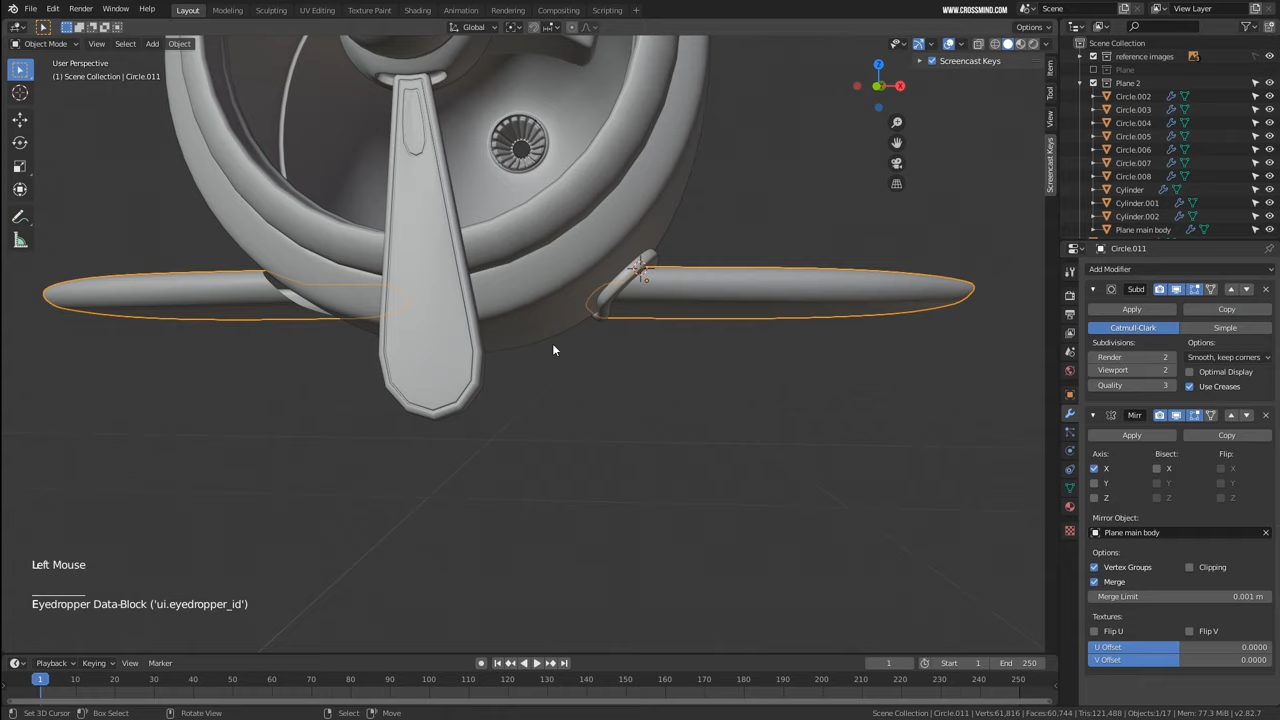 File Edit Render Window Help Layout Modeling Sculpting UV Editing Texture Paint Shading Animation Rendering Compositing Scripting www.CROSSMIND.com Scene View Layer
Global Options
Object Mode View Select Add Object
User Perspective
(1) Scene Collection | Circle.011
Screencast Keys
Z
X
Item
Tool
View
Screencast Keys
Scene Collection
reference images
Plane
Plane 2
Circle.002
Circle.003
Circle.004
Circle.005
Circle.006
Circle.007
Circle.008
Cylinder
Cylinder.001
Cylinder.002
Plane main body
Circle.011
Add Modifier
Subd
Apply Copy
Catmull-Clark Simple
Subdivisions: Options:
Render 2 Smooth, keep corners
Viewport 2 Optimal Display
Quality 3 Use Creases
Mirr
Apply Copy
Axis: Bisect: Flip:
X X X
Y Y Y
Z Z Z
Mirror Object:
Plane main body
Options:
Vertex Groups Clipping
Merge
Merge Limit 0.001 m
Textures:
Flip U Flip V
U Offset 0.0000
V Offset 0.0000
Left Mouse
Eyedropper Data-Block ('ui.eyedropper_id')
Playback Keying View Marker 1 Start 1 End 250
1 10 20 30 40 50 60 70 80 90 100 110 120 130 140 150 160 170 180 190 200 210 220 230 240 250
Set 3D Cursor Box Select Rotate View Select Move Scene Collection | Circle.011 | Verts:61,816 | Faces:60,744 | Tris:121,488 | Objects:1/17 | Mem: 77.3 MiB | v2.82.7